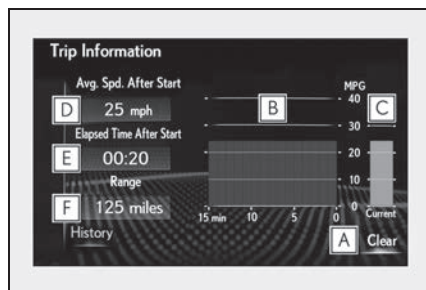 Trip Information
Avg. Spd. After Start
D 25 mph
Elapsed Time After Start
E 00:20
Range
F 125 miles
History
B
MPG
C
40
30
20
10
0
15 min 10 5 0
Current
A Clear